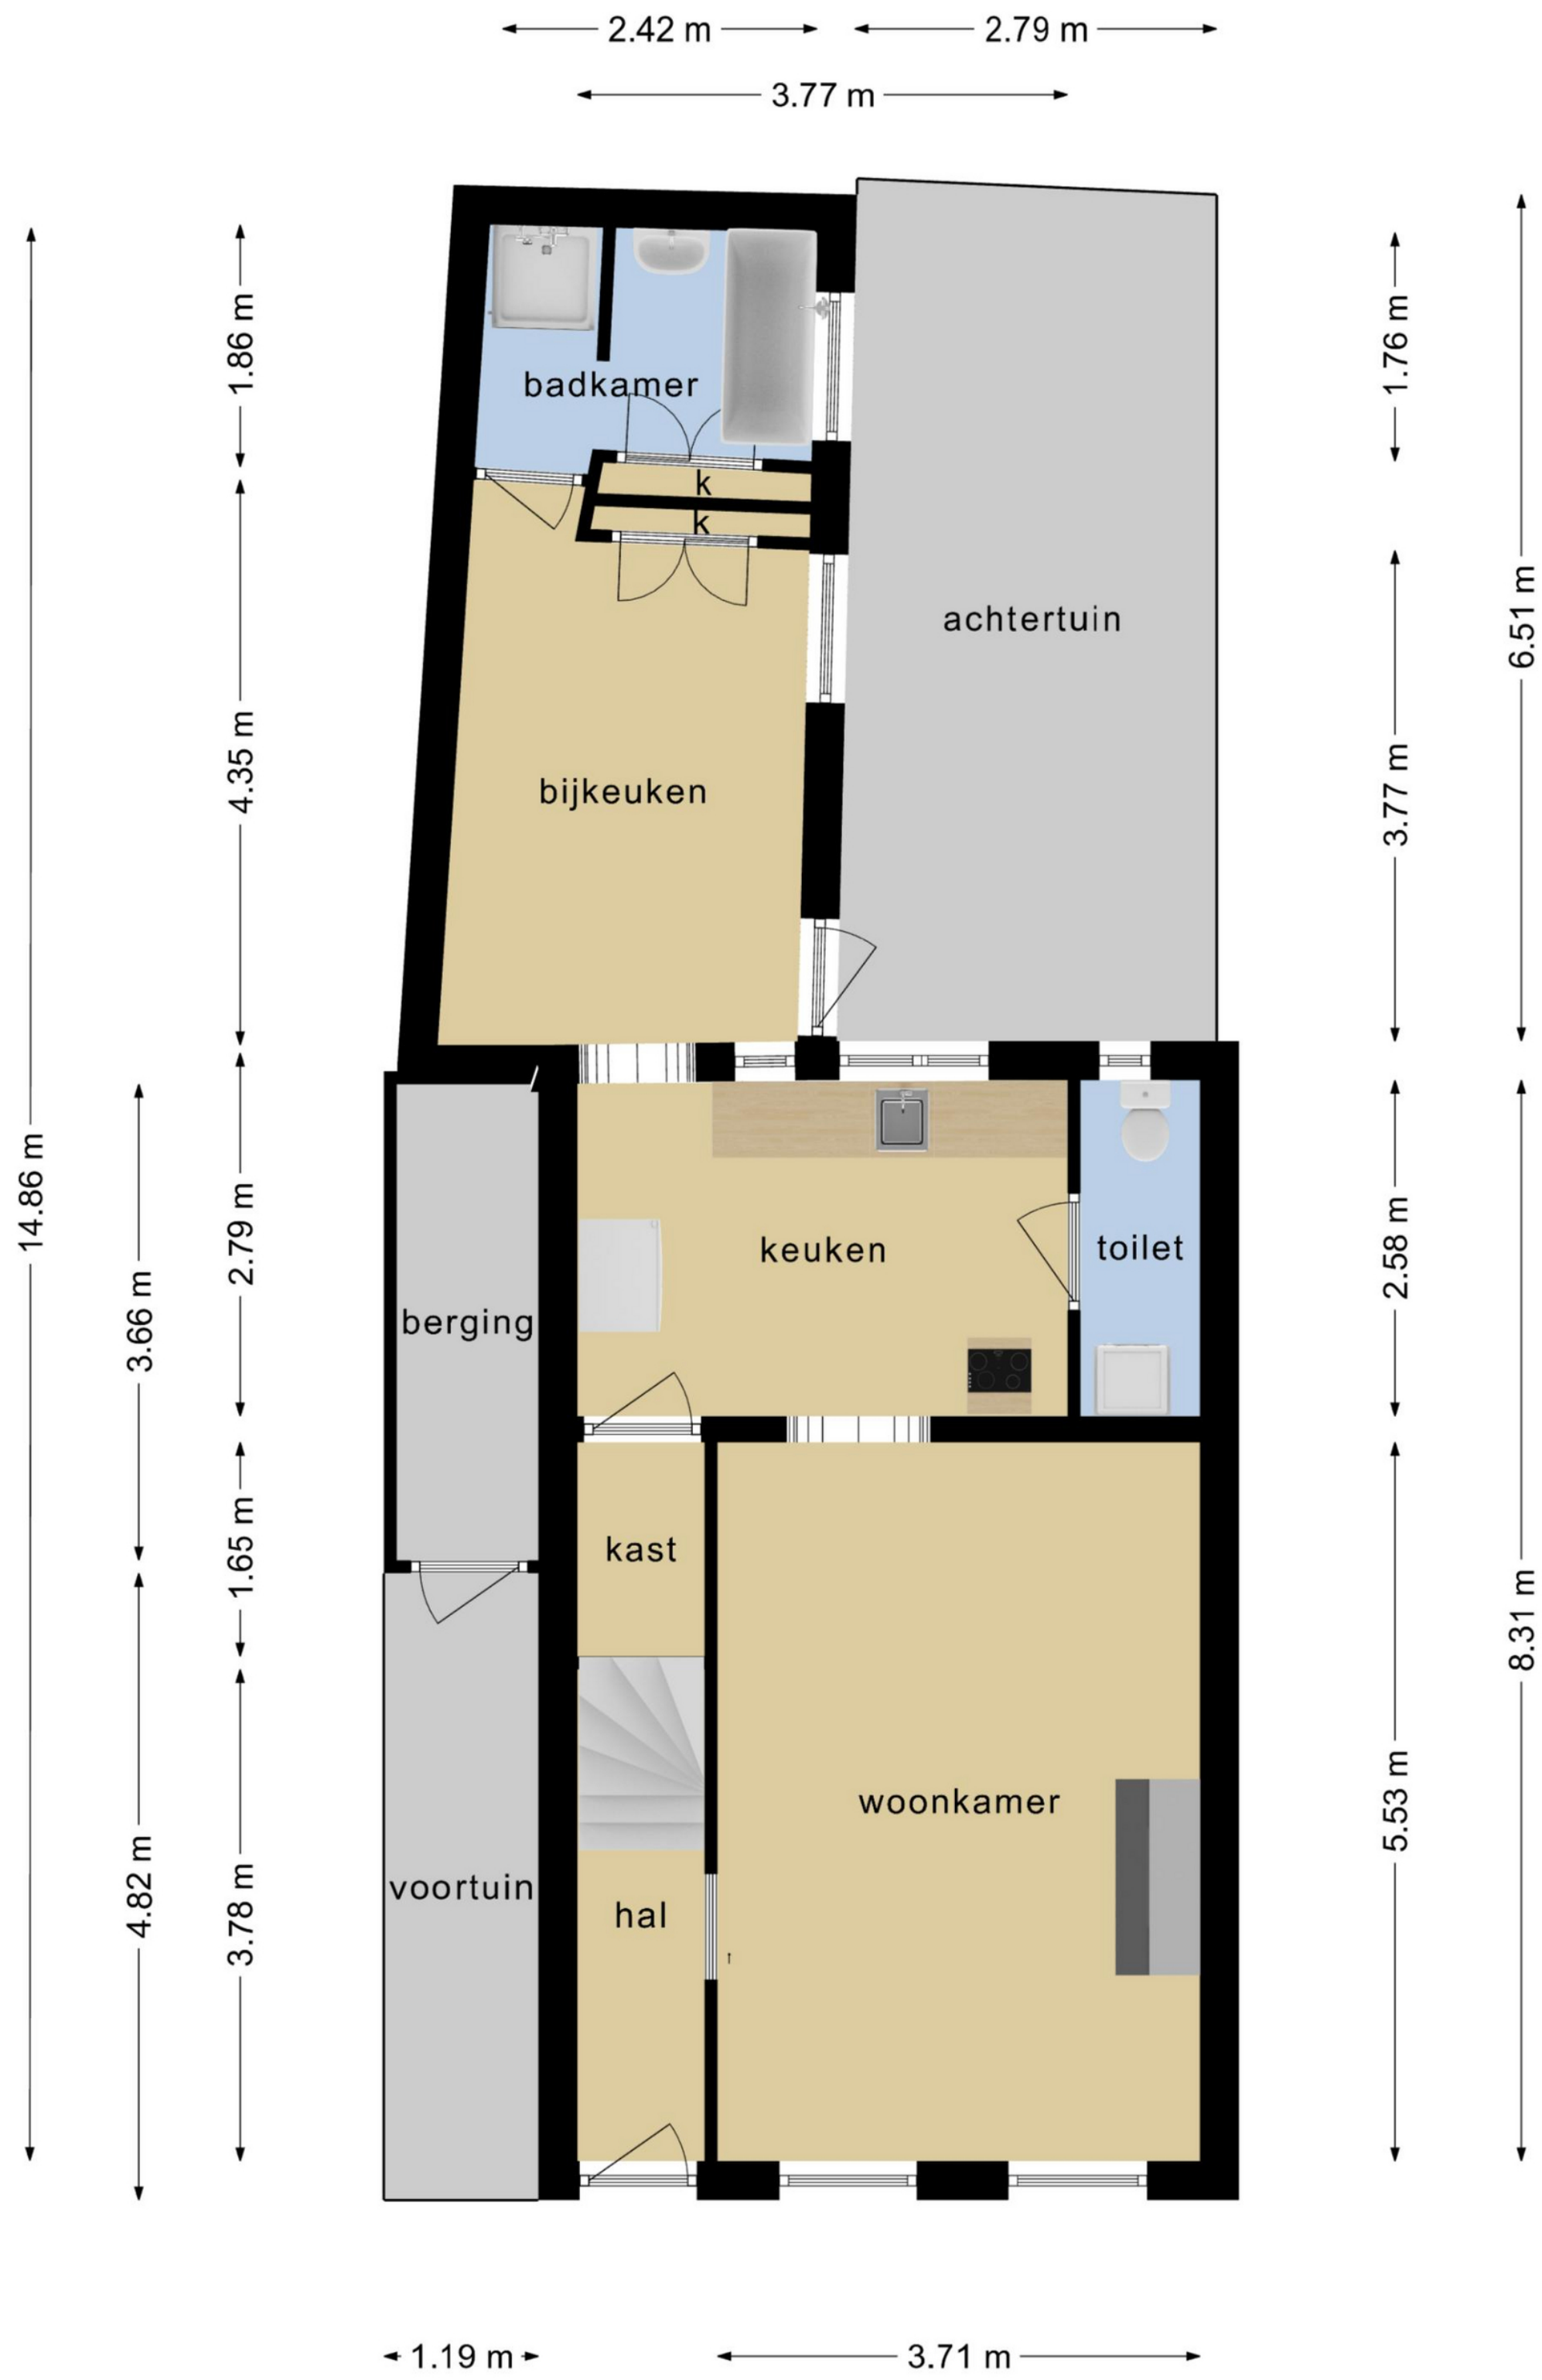 2.42 m
2.79 m
3.77 m
badkamer
k
k
achtertuin
bijkeuken
keuken
toilet
berging
kast
woonkamer
voortuin
hal
14.86 m
3.66 m
4.82 m
1.86 m
4.35 m
2.79 m
1.65 m
3.78 m
1.76 m
3.77 m
2.58 m
5.53 m
6.51 m
8.31 m
1.19 m
3.71 m